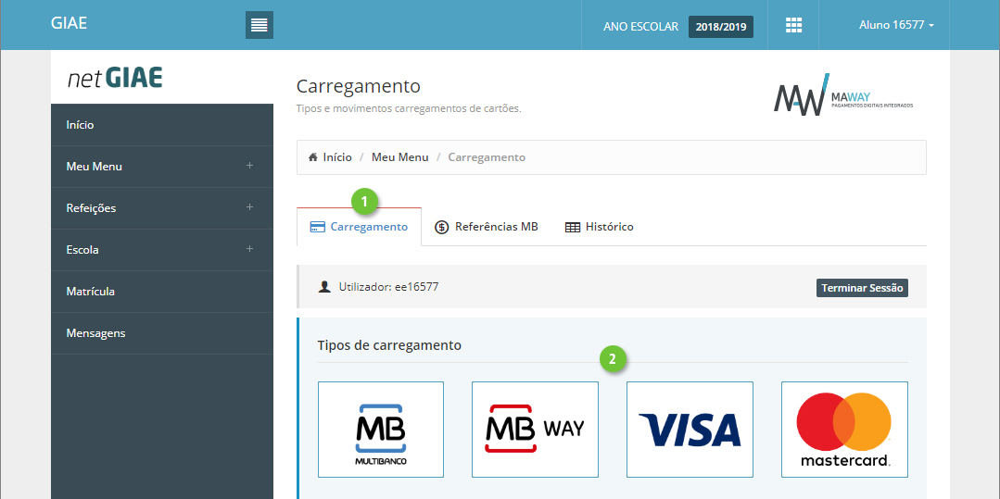 GIAE
ANO ESCOLAR 2018/2019
Aluno 16577
netGIAE
Início
Meu Menu +
Refeições +
Escola +
Matrícula
Mensagens
Carregamento
Tipos e movimentos carregamentos de cartões.
MAWAY
PAGAMENTOS DIGITAIS INTEGRADOS
Início / Meu Menu / Carregamento
1
Carregamento
Referências MB
Histórico
Utilizador: ee16577
Terminar Sessão
Tipos de carregamento
2
MB
MULTIBANCO
MB WAY
VISA
mastercard.